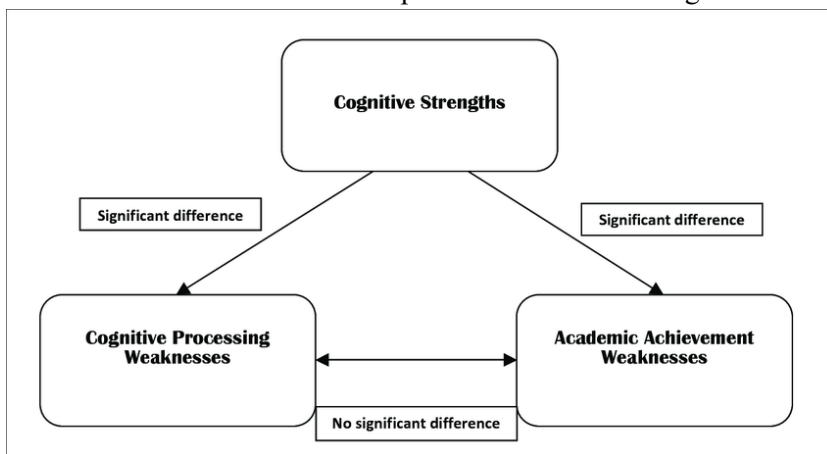 Cognitive Strengths
Significant difference
Significant difference
Cognitive Processing
Weaknesses
Academic Achievement
Weaknesses
No significant difference